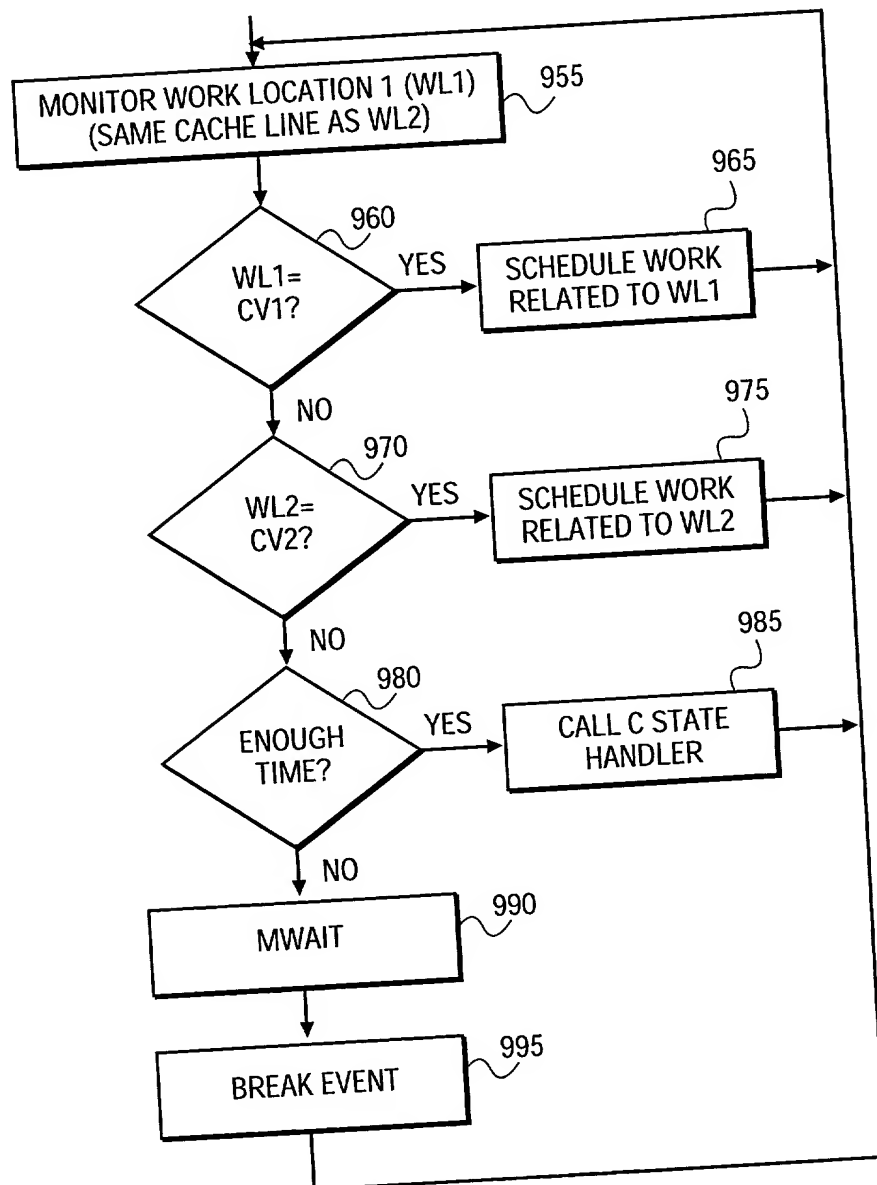 MONITOR WORK LOCATION 1 (WL1)
(SAME CACHE LINE AS WL2)
955
960
WL1=
CV1?
YES
965
SCHEDULE WORK
RELATED TO WL1
NO
970
WL2=
CV2?
YES
975
SCHEDULE WORK
RELATED TO WL2
NO
980
ENOUGH
TIME?
YES
985
CALL C STATE
HANDLER
NO
MWAIT
990
BREAK EVENT
995